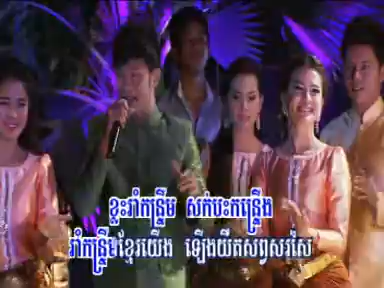 ខ្លះរាំកន្ទ្រឹម សក់បះកន្ទ្រើង
រាំកន្ទ្រឹមខ្មែរយើង ឡើងយឺតសព្វសរសៃ